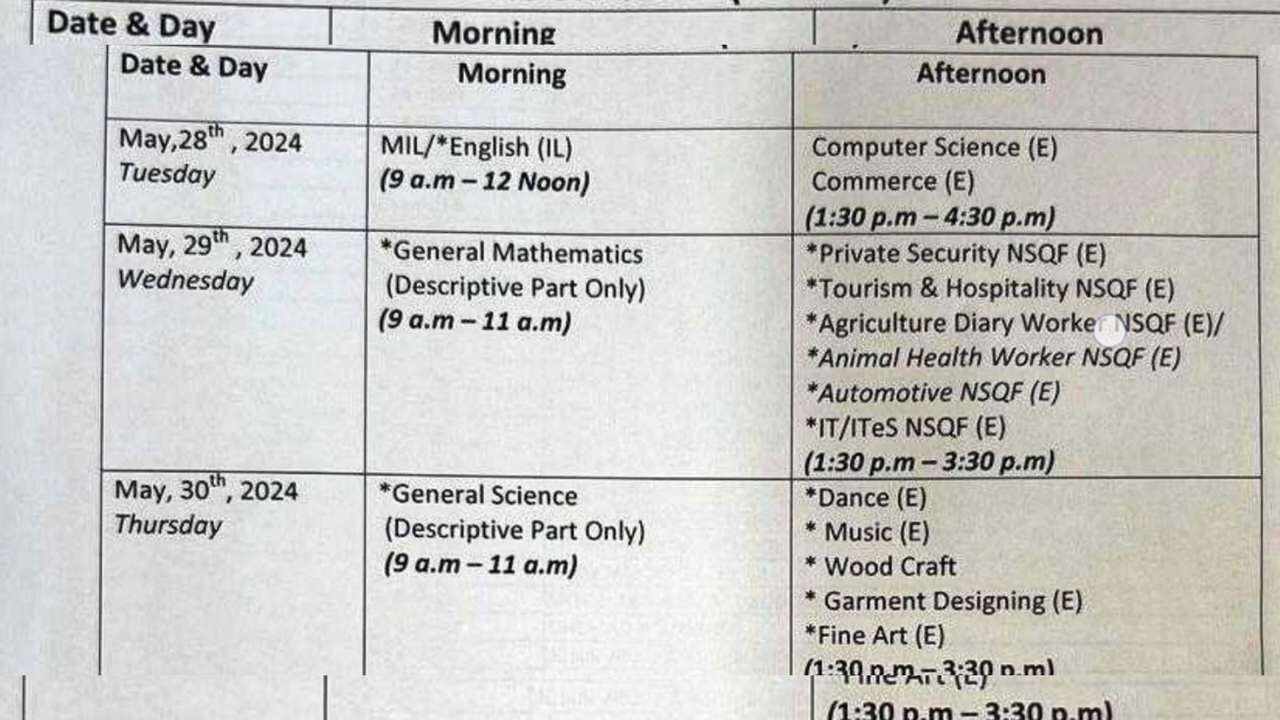 Date & Day Morning Afternoon
Date & Day Morning Afternoon
May,28th , 2024
Tuesday
MIL/*English (IL)
(9 a.m – 12 Noon)
Computer Science (E)
Commerce (E)
(1:30 p.m – 4:30 p.m)
May, 29th , 2024
Wednesday
*General Mathematics
(Descriptive Part Only)
(9 a.m – 11 a.m)
*Private Security NSQF (E)
*Tourism & Hospitality NSQF (E)
*Agriculture Diary Worker NSQF (E)/
*Animal Health Worker NSQF (E)
*Automotive NSQF (E)
*IT/ITeS NSQF (E)
(1:30 p.m – 3:30 p.m)
May, 30th, 2024
Thursday
*General Science
(Descriptive Part Only)
(9 a.m – 11 a.m)
*Dance (E)
* Music (E)
* Wood Craft
* Garment Designing (E)
*Fine Art (E)
(1:30 p.m – 3:30 p.m)
Fine Art (E)
(1:30 p.m – 3:30 p.m)